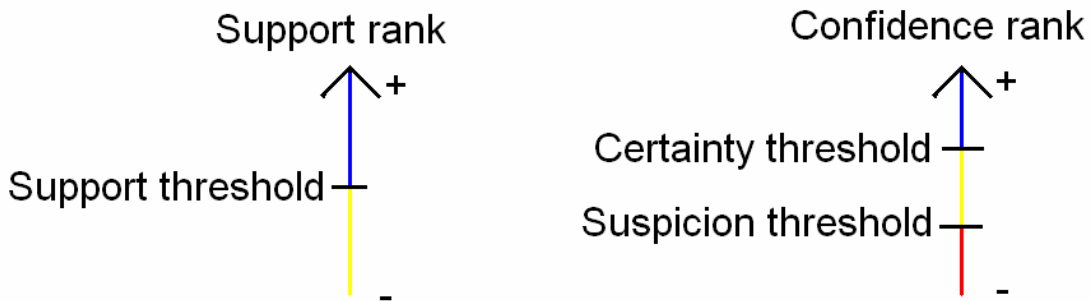 Support rank
+
Support threshold
-
Confidence rank
+
Certainty threshold
Suspicion threshold
-